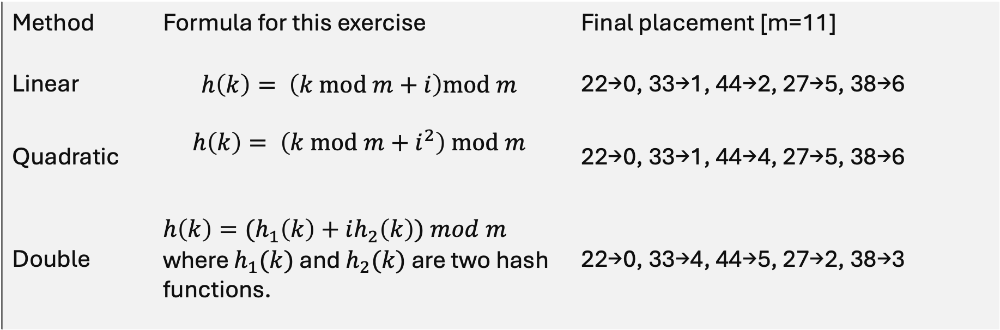 Method Formula for this exercise Final placement [m=11]
Linear h(k) = (k mod m + i)mod m 22→0, 33→1, 44→2, 27→5, 38→6
Quadratic h(k) = (k mod m + i²) mod m 22→0, 33→1, 44→4, 27→5, 38→6
Double h(k) = (h₁(k) + ih₂(k)) mod m
where h₁(k) and h₂(k) are two hash
functions. 22→0, 33→4, 44→5, 27→2, 38→3